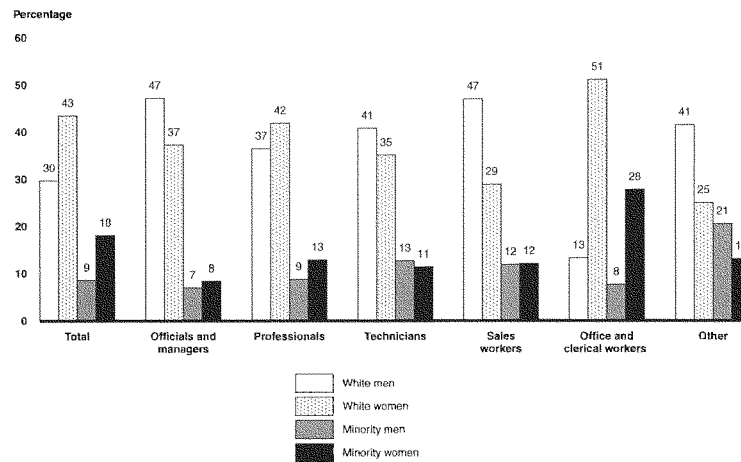 Percentage
60
50
40
30
20
10
0
30
43
9
18
47
37
7
8
37
42
9
13
41
35
13
11
47
29
12
12
13
51
8
28
41
25
21
Total
Officials and
managers
Professionals
Technicians
Sales
workers
Office and
clerical workers
Other
White men
White women
Minority men
Minority women